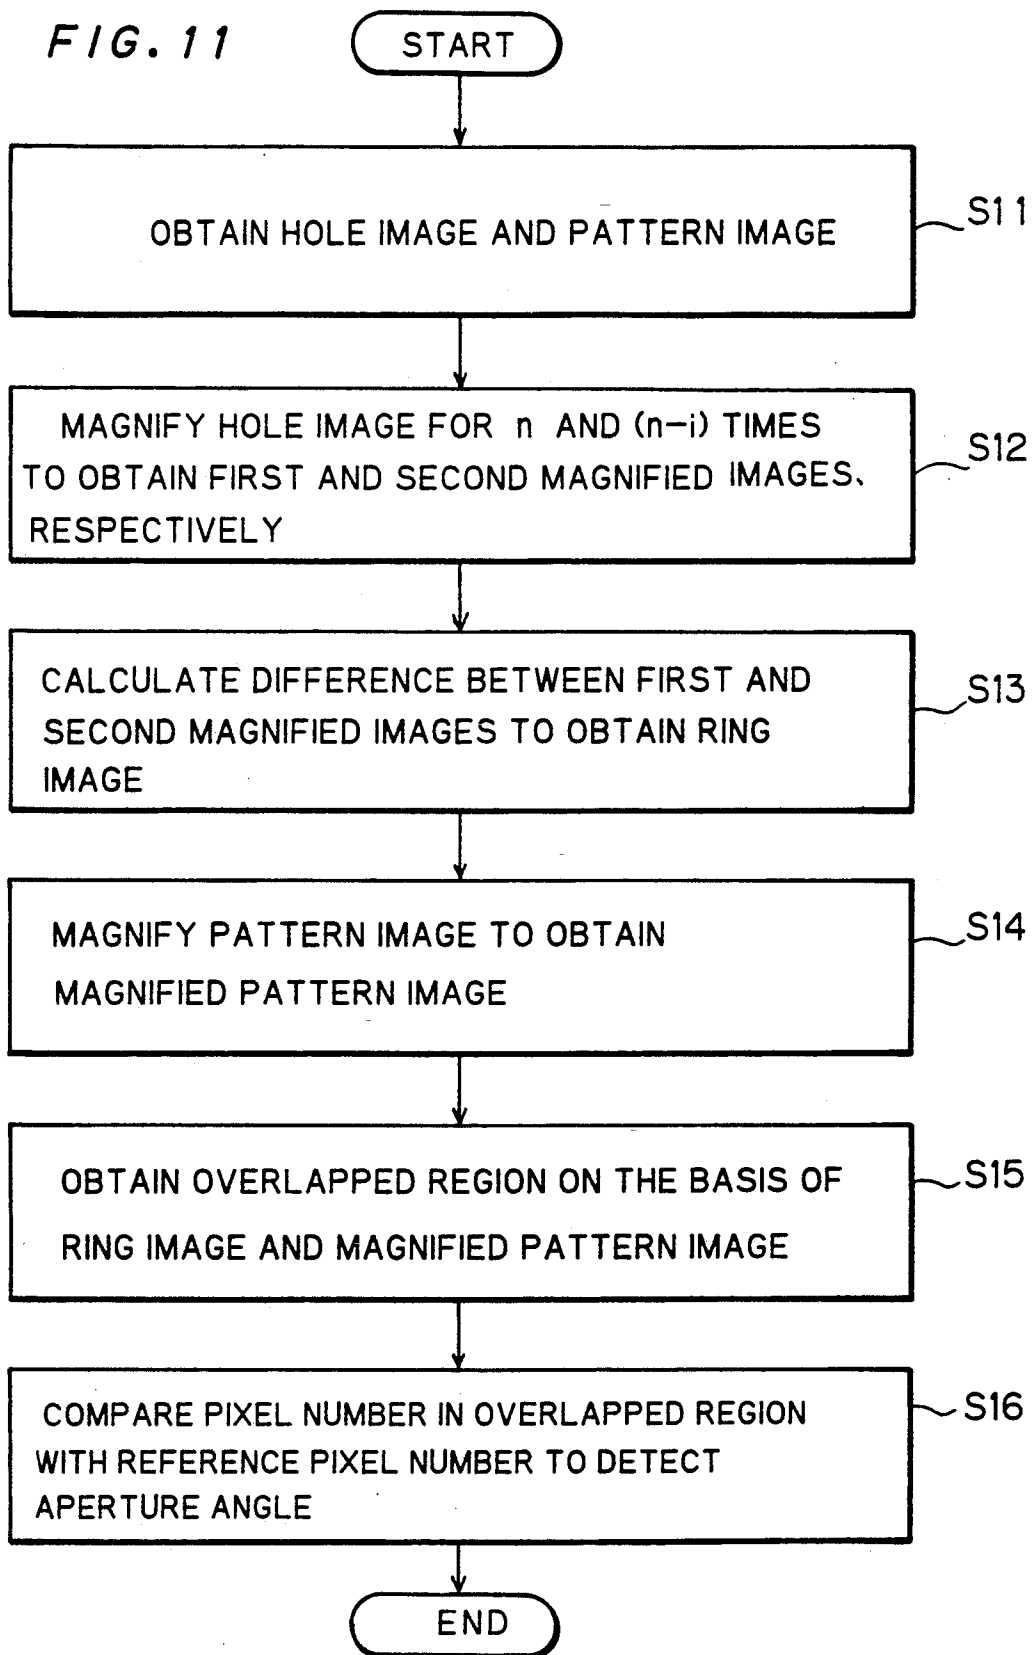 FIG. 11
START
OBTAIN HOLE IMAGE AND PATTERN IMAGE
S11
MAGNIFY HOLE IMAGE FOR n AND (n-i) TIMES
TO OBTAIN FIRST AND SECOND MAGNIFIED IMAGES、
RESPECTIVELY
S12
CALCULATE DIFFERENCE BETWEEN FIRST AND
SECOND MAGNIFIED IMAGES TO OBTAIN RING
IMAGE
S13
MAGNIFY PATTERN IMAGE TO OBTAIN
MAGNIFIED PATTERN IMAGE
S14
OBTAIN OVERLAPPED REGION ON THE BASIS OF
RING IMAGE AND MAGNIFIED PATTERN IMAGE
S15
COMPARE PIXEL NUMBER IN OVERLAPPED REGION
WITH REFERENCE PIXEL NUMBER TO DETECT
APERTURE ANGLE
S16
END